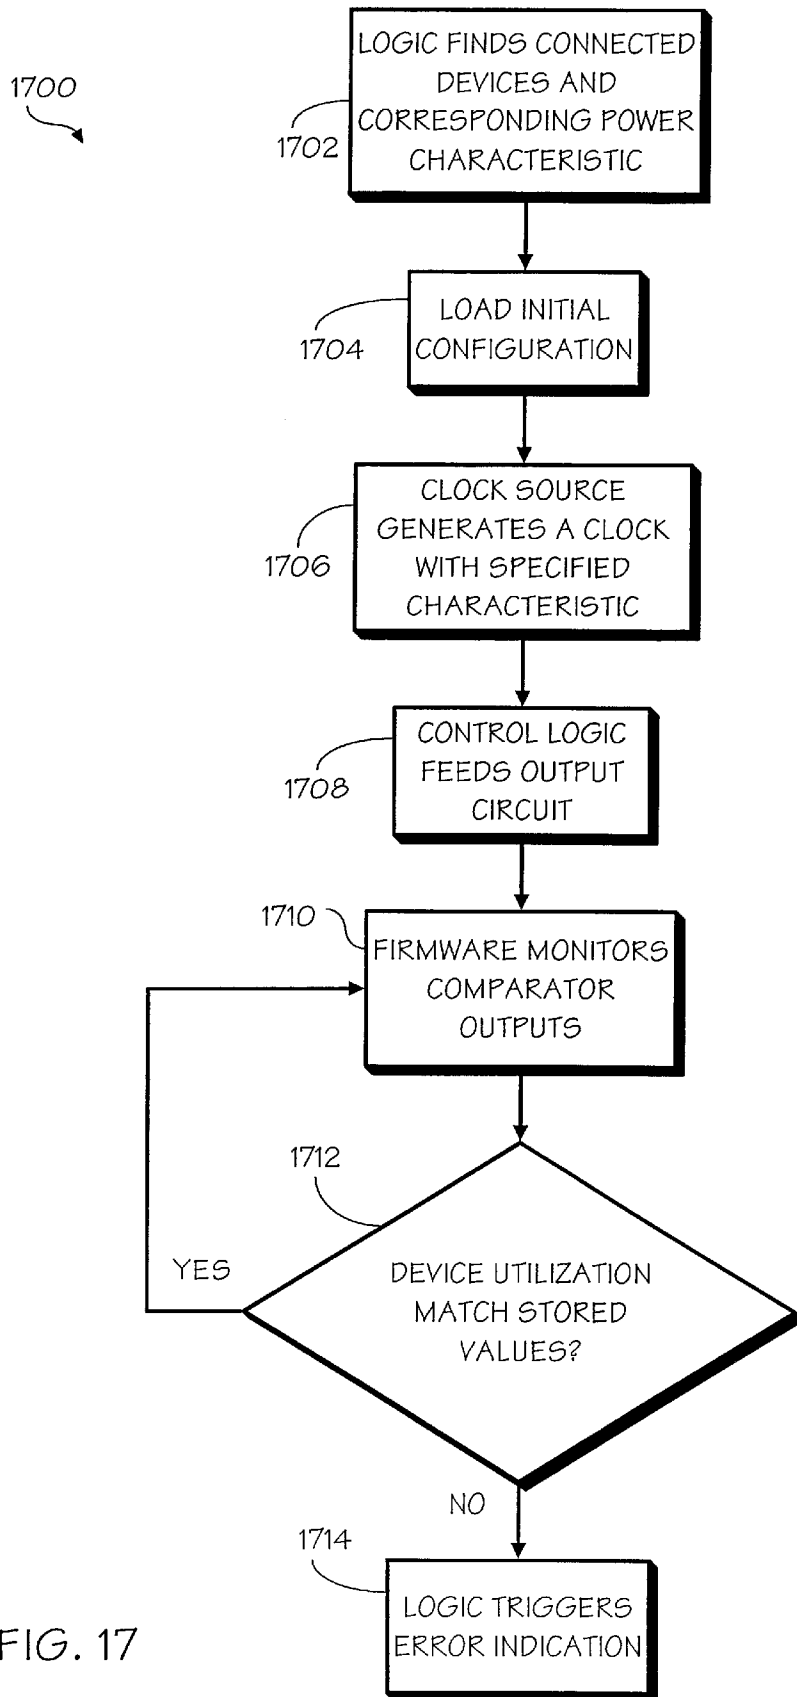 1700
LOGIC FINDS CONNECTED
DEVICES AND
CORRESPONDING POWER
CHARACTERISTIC
1702
LOAD INITIAL
CONFIGURATION
1704
CLOCK SOURCE
GENERATES A CLOCK
WITH SPECIFIED
CHARACTERISTIC
1706
CONTROL LOGIC
FEEDS OUTPUT
CIRCUIT
1708
1710
FIRMWARE MONITORS
COMPARATOR
OUTPUTS
1712
YES
DEVICE UTILIZATION
MATCH STORED
VALUES?
NO
1714
LOGIC TRIGGERS
ERROR INDICATION
FIG. 17